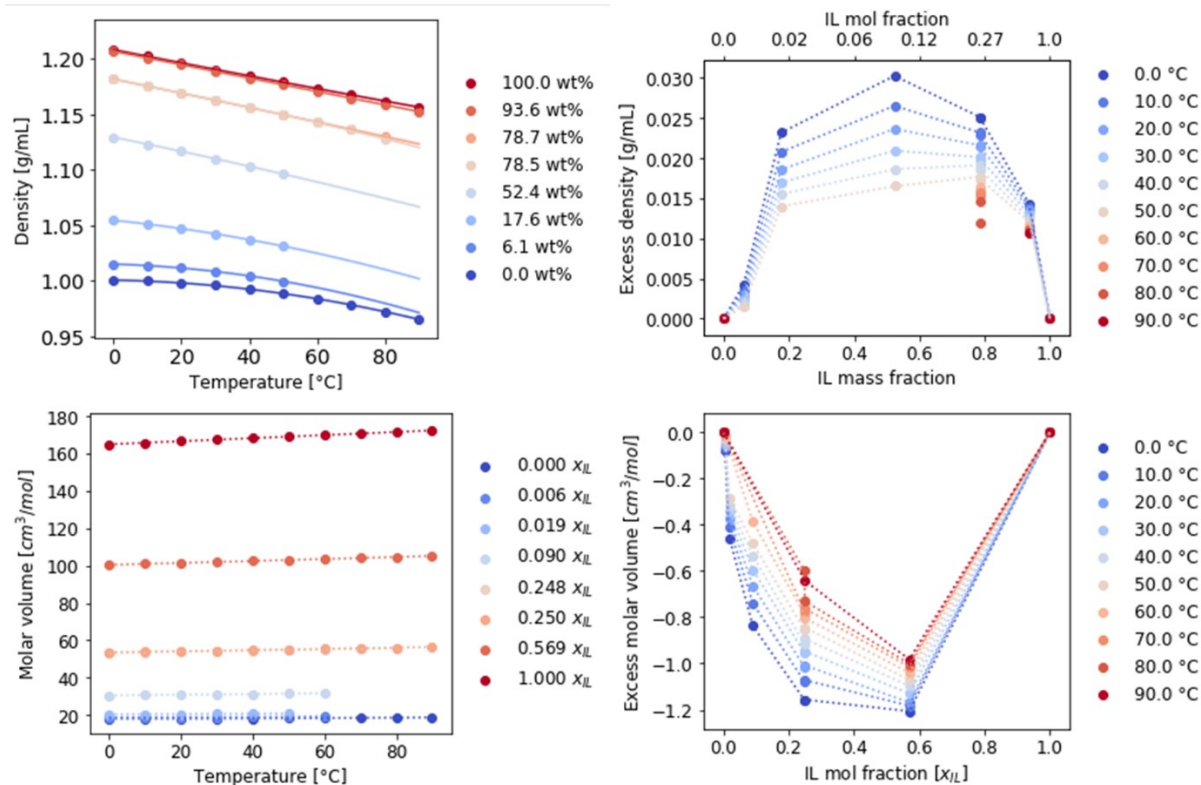 1.20
1.15
1.10
1.05
1.00
0.95
Density [g/mL]
0
20
40
60
80
Temperature [°C]
100.0 wt%
93.6 wt%
78.7 wt%
78.5 wt%
52.4 wt%
17.6 wt%
6.1 wt%
0.0 wt%
IL mol fraction
0.0 0.02 0.06 0.12 0.27 1.0
0.030
0.025
0.020
0.015
0.010
0.005
0.000
Excess density [g/mL]
0.0 0.2 0.4 0.6 0.8 1.0
IL mass fraction
0.0 °C
10.0 °C
20.0 °C
30.0 °C
40.0 °C
50.0 °C
60.0 °C
70.0 °C
80.0 °C
90.0 °C
180
160
140
120
100
80
60
40
20
Molar volume [cm³/mol]
0 20 40 60 80
Temperature [°C]
0.000 x_IL
0.006 x_IL
0.019 x_IL
0.090 x_IL
0.248 x_IL
0.250 x_IL
0.569 x_IL
1.000 x_IL
0.0
−0.2
−0.4
−0.6
−0.8
−1.0
−1.2
Excess molar volume [cm³/mol]
0.0 0.2 0.4 0.6 0.8 1.0
IL mol fraction [x_IL]
0.0 °C
10.0 °C
20.0 °C
30.0 °C
40.0 °C
50.0 °C
60.0 °C
70.0 °C
80.0 °C
90.0 °C